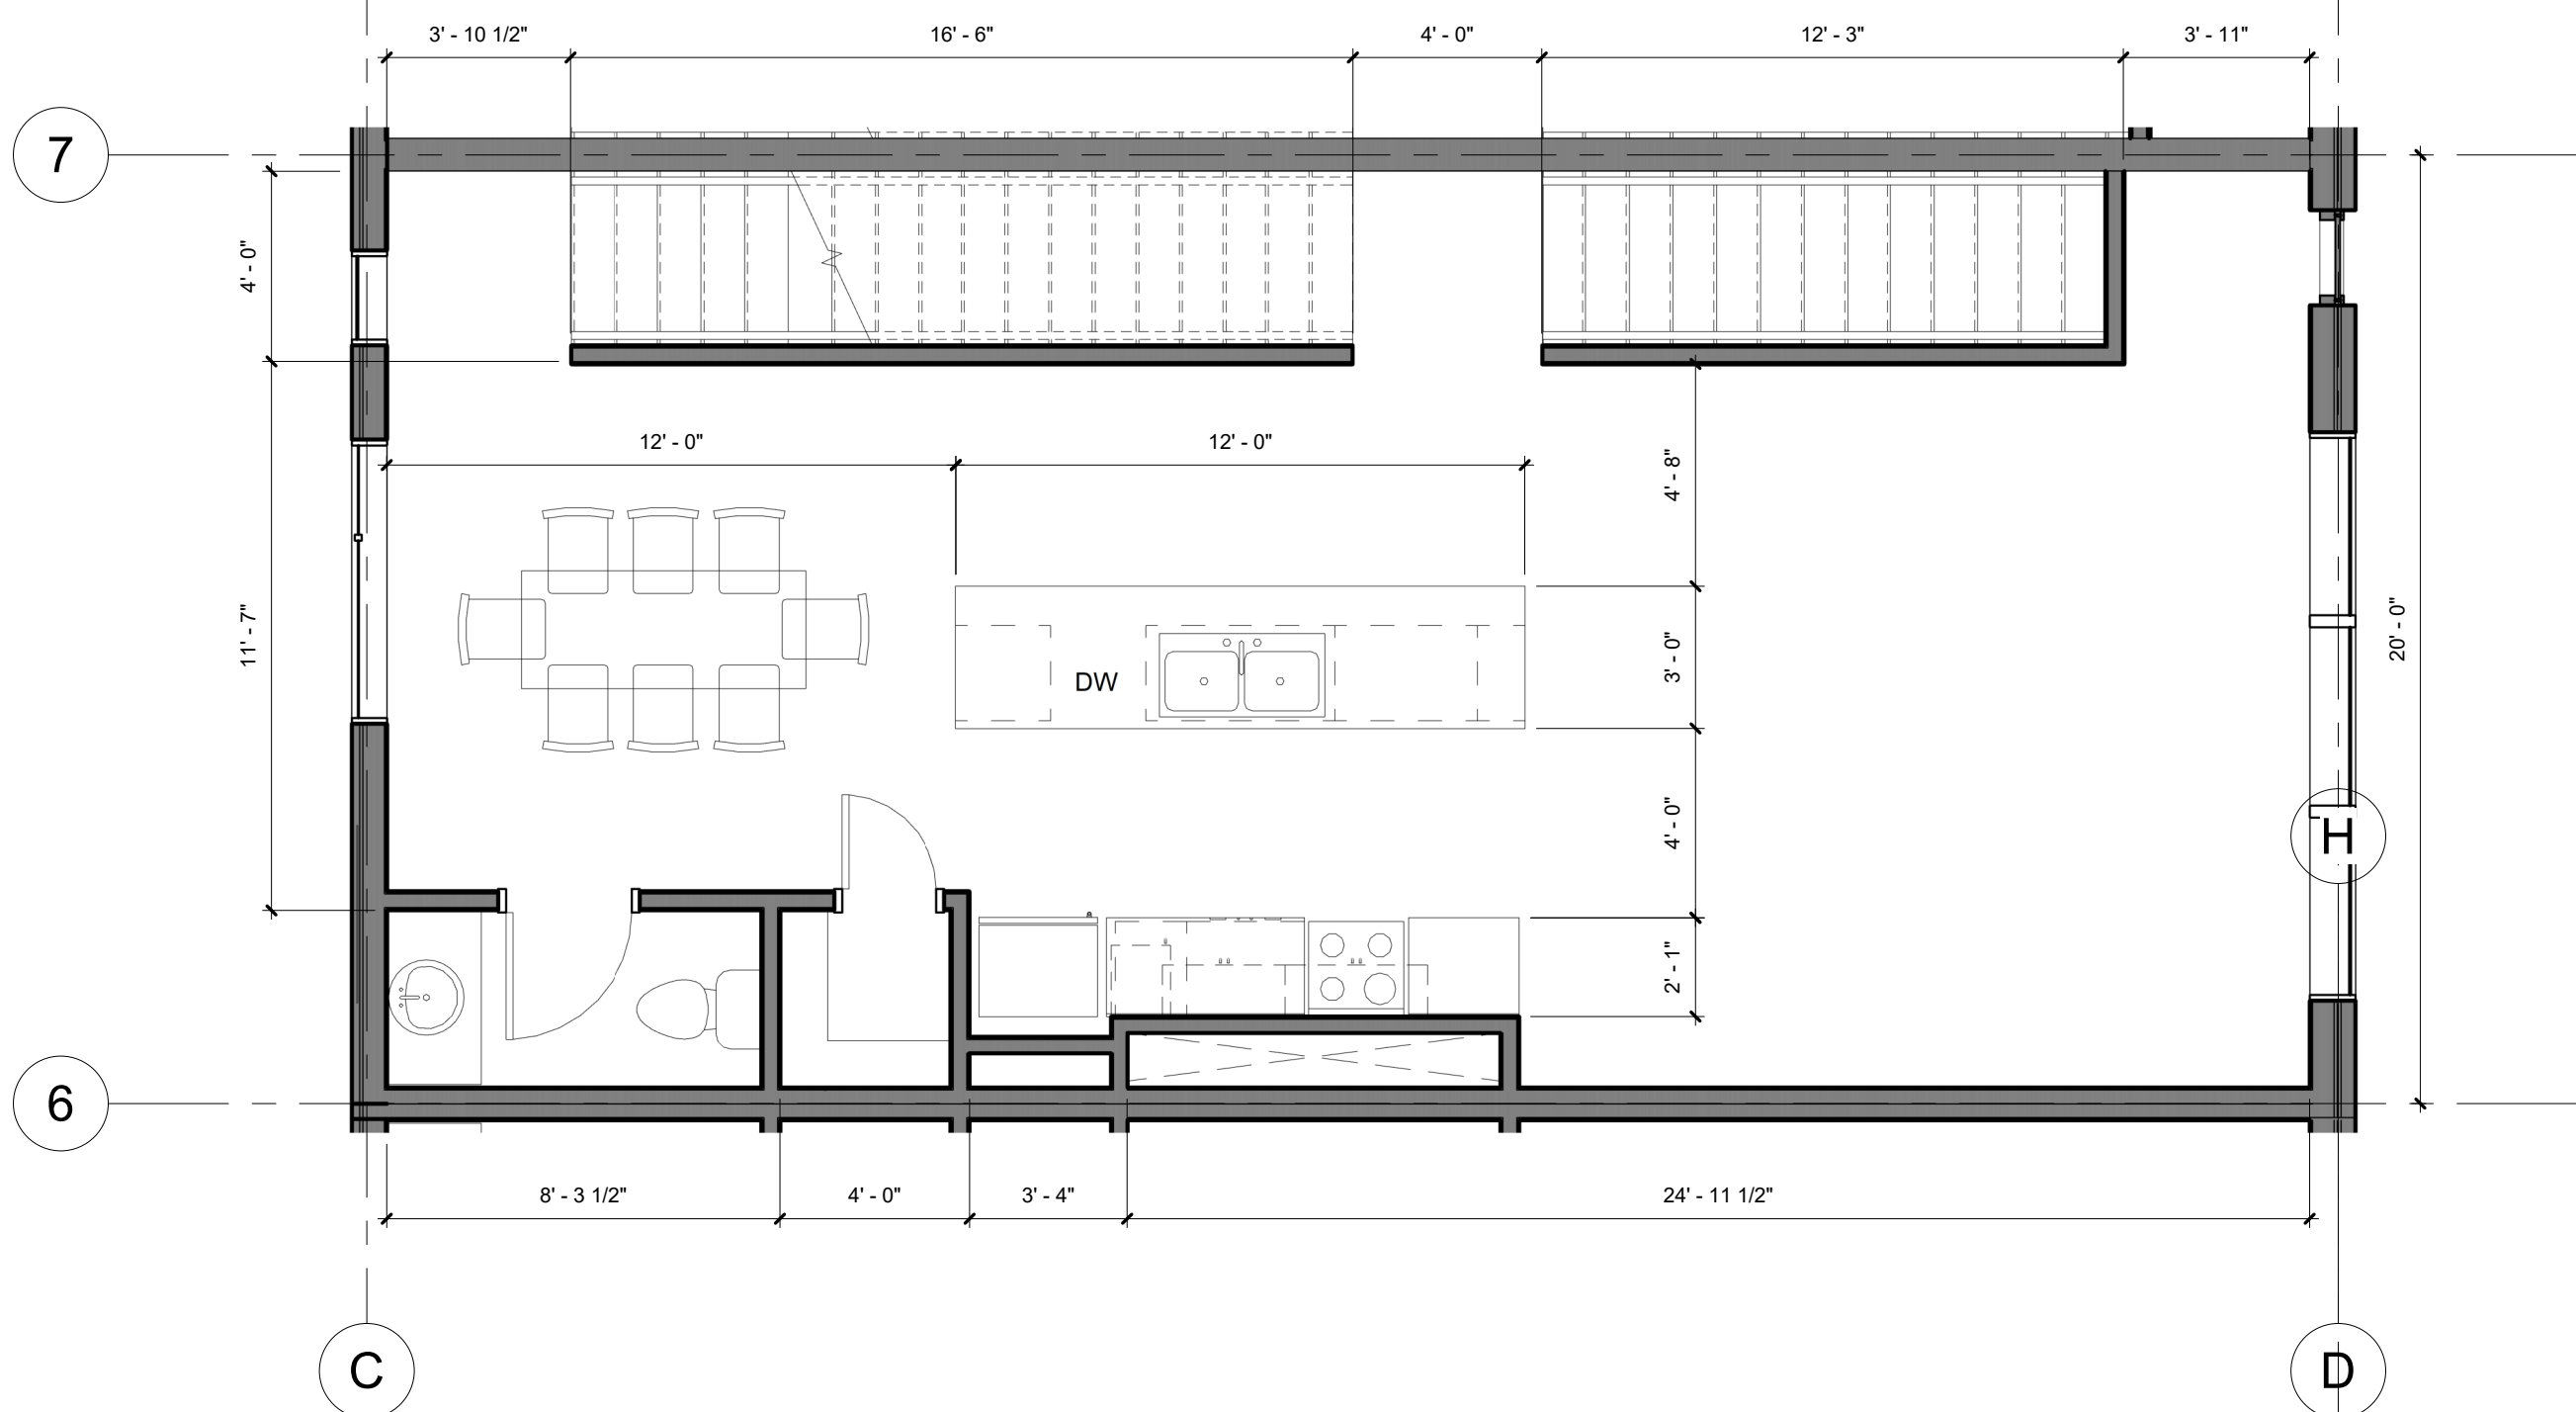 3' - 10 1/2"
16' - 6"
4' - 0"
12' - 3"
3' - 11"
7
4' - 0"
12' - 0"
12' - 0"
4' - 8"
11' - 7"
3' - 0"
20' - 0"
DW
4' - 0"
H
2' - 1"
6
8' - 3 1/2"
4' - 0"
3' - 4"
24' - 11 1/2"
C
D